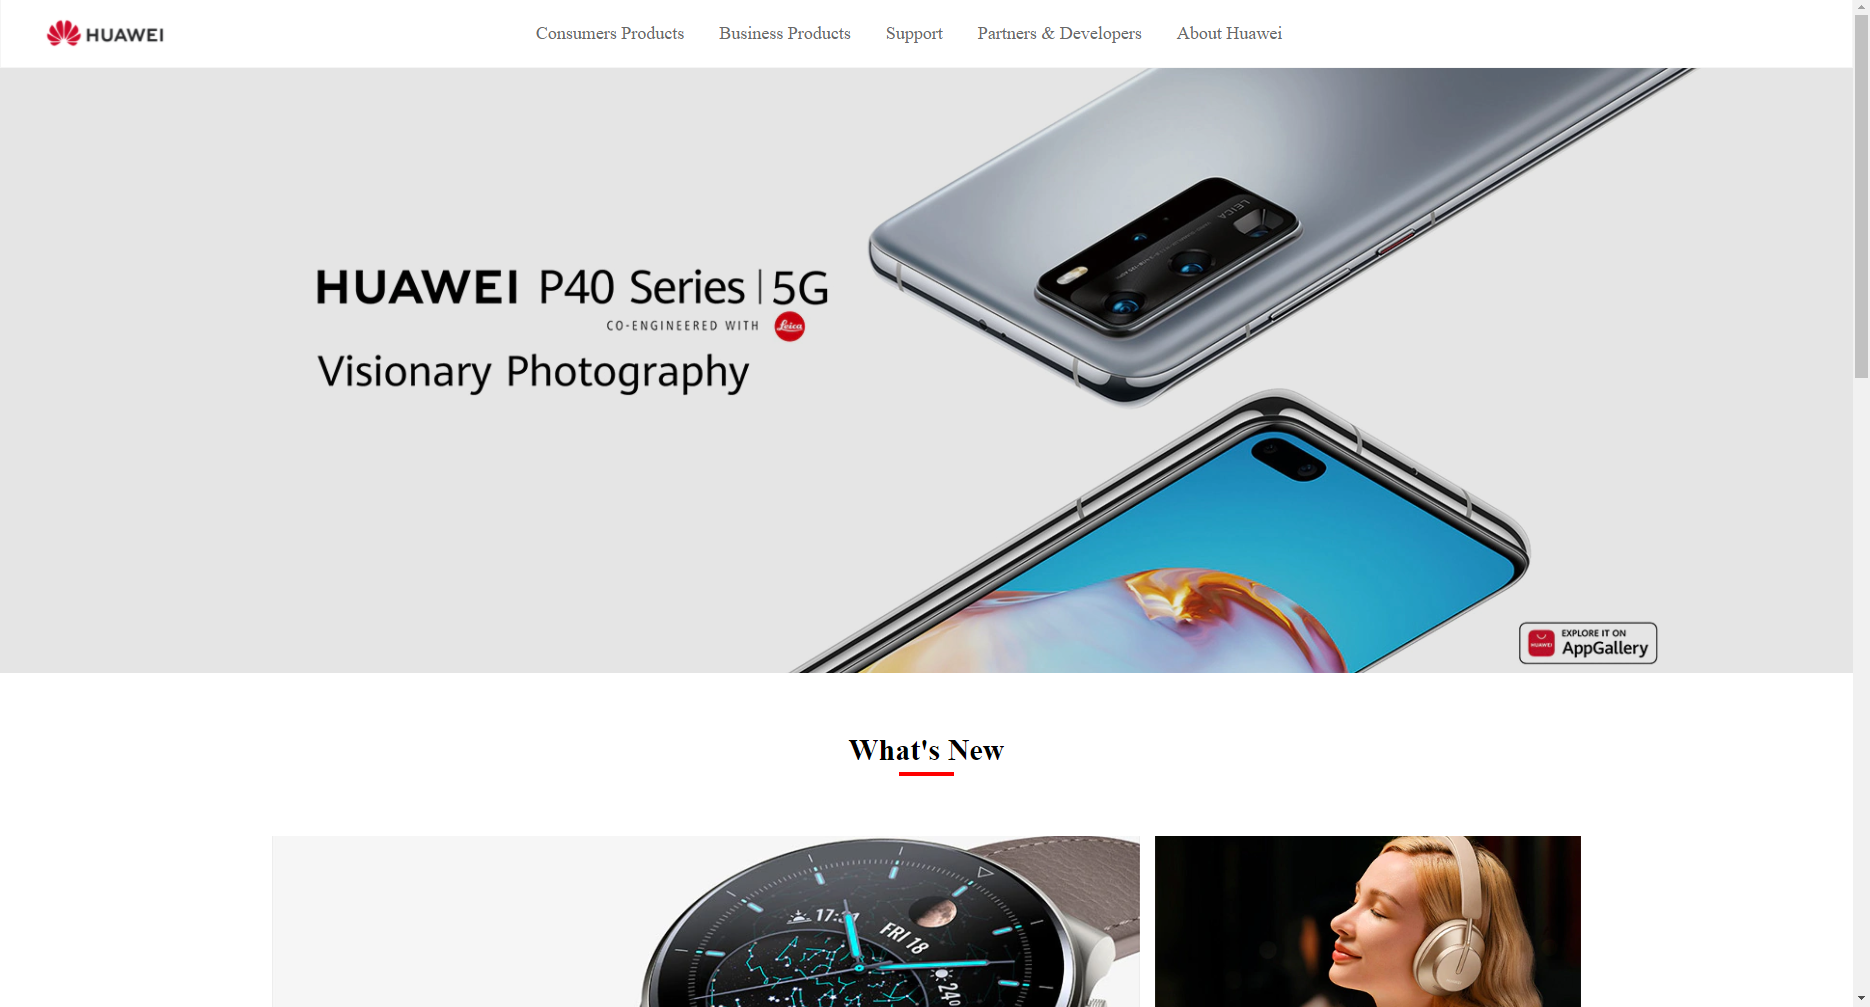 HUAWEI
Consumers Products
Business Products
Support
Partners & Developers
About Huawei
LEICA
HUAWEI P40 Series | 5G
CO-ENGINEERED WITH Leica
Visionary Photography
HUAWEI
EXPLORE IT ON
AppGallery
What's New
FRI 18
24°